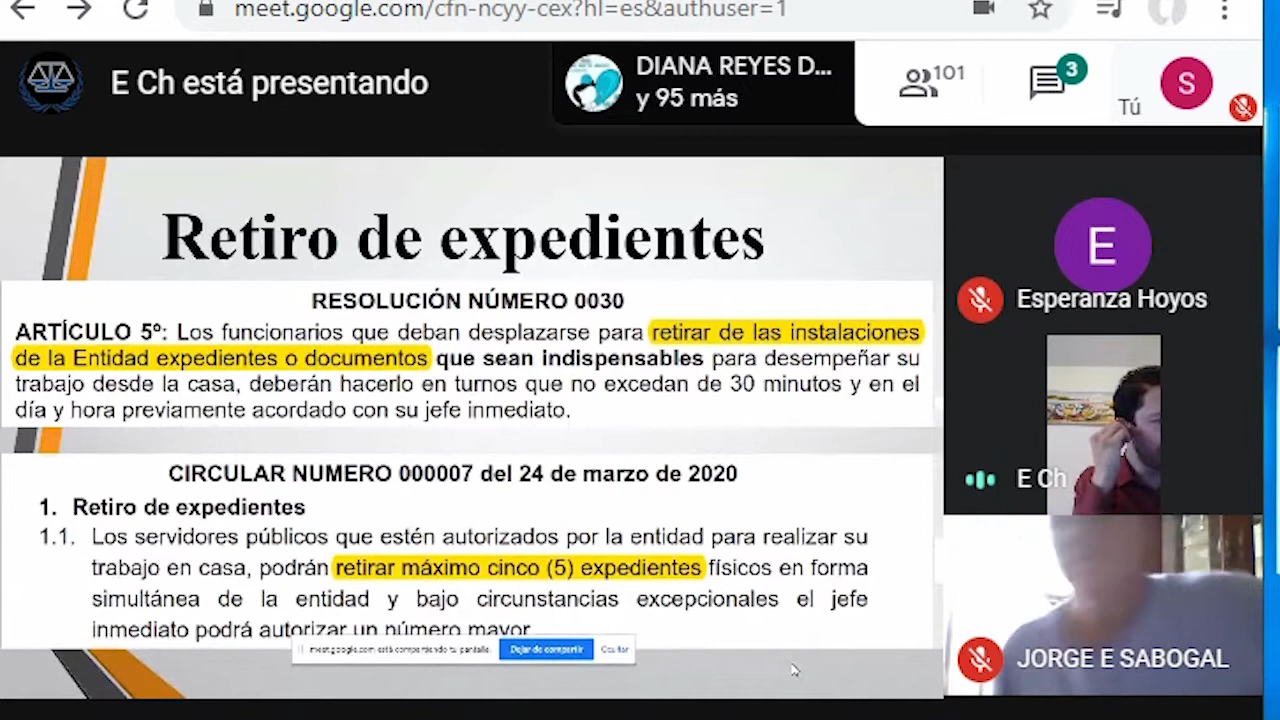 meet.google.com/cfn-ncyy-cex?hl=es&authuser=1
E Ch está presentando
DIANA REYES D...
y 95 más
101
3
Tú
S
Retiro de expedientes
RESOLUCIÓN NÚMERO 0030
ARTÍCULO 5º: Los funcionarios que deban desplazarse para retirar de las instalaciones
de la Entidad expedientes o documentos que sean indispensables para desempeñar su
trabajo desde la casa, deberán hacerlo en turnos que no excedan de 30 minutos y en el
día y hora previamente acordado con su jefe inmediato.
CIRCULAR NUMERO 000007 del 24 de marzo de 2020
1. Retiro de expedientes
1.1. Los servidores públicos que estén autorizados por la entidad para realizar su
trabajo en casa, podrán retirar máximo cinco (5) expedientes físicos en forma
simultánea de la entidad y bajo circunstancias excepcionales el jefe
inmediato podrá autorizar un número mayor
meet.google.com está compartiendo tu pantalla.
Dejar de compartir
Ocultar
E
Esperanza Hoyos
E Ch
JORGE E SABOGAL